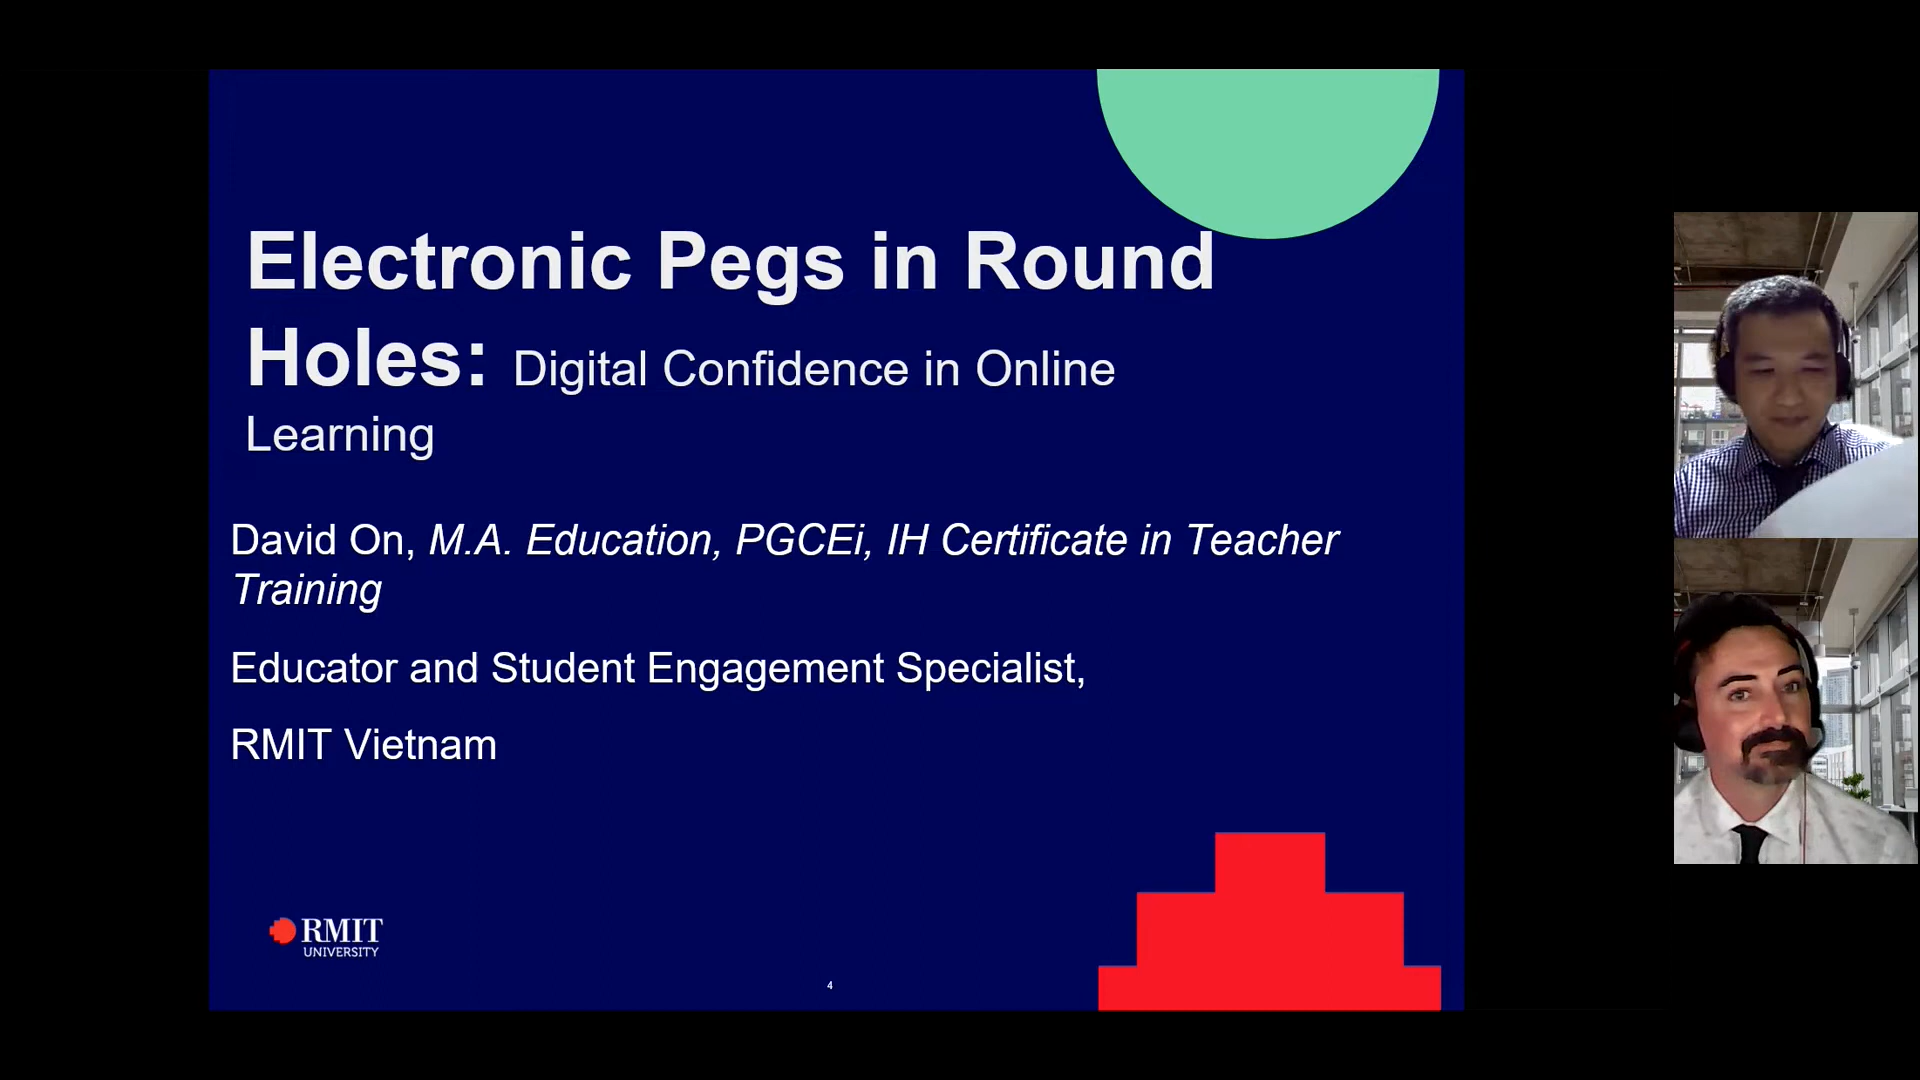 Electronic Pegs in Round
Holes: Digital Confidence in Online
Learning
David On, M.A. Education, PGCEi, IH Certificate in Teacher
Training
Educator and Student Engagement Specialist,
RMIT Vietnam
RMIT
UNIVERSITY
4